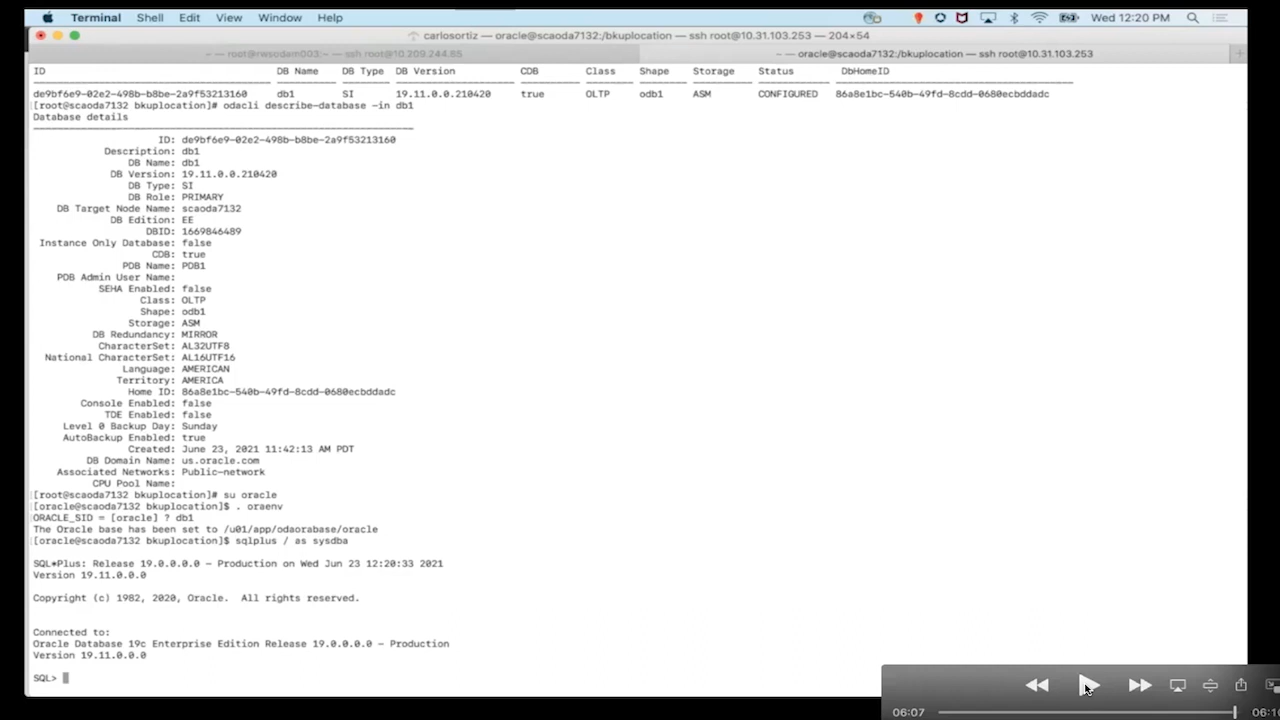 Terminal Shell Edit View Window Help Wed 12:20 PM
carlosortiz — oracle@scaoda7132:/bkuplocation — ssh root@10.31.103.253 — 204×54
~ — root@rwsodam003:~ — ssh root@10.209.244.85 ~ — oracle@scaoda7132:/bkuplocation — ssh root@10.31.103.253
ID DB Name DB Type DB Version CDB Class Shape Storage Status DbHomeID
de9bf6e9-02e2-498b-b8be-2a9f53213160 db1 SI 19.11.0.0.210420 true OLTP odb1 ASM CONFIGURED 86a8e1bc-540b-49fd-8cdd-0680ecbddadc
[root@scaoda7132 bkuplocation]# odacli describe-database -in db1
Database details
ID: de9bf6e9-02e2-498b-b8be-2a9f53213160
Description: db1
DB Name: db1
DB Version: 19.11.0.0.210420
DB Type: SI
DB Role: PRIMARY
DB Target Node Name: scaoda7132
DB Edition: EE
DBID: 1669846489
Instance Only Database: false
CDB: true
PDB Name: PDB1
PDB Admin User Name:
SEHA Enabled: false
Class: OLTP
Shape: odb1
Storage: ASM
DB Redundancy: MIRROR
CharacterSet: AL32UTF8
National CharacterSet: AL16UTF16
Language: AMERICAN
Territory: AMERICA
Home ID: 86a8e1bc-540b-49fd-8cdd-0680ecbddadc
Console Enabled: false
TDE Enabled: false
Level 0 Backup Day: Sunday
AutoBackup Enabled: true
Created: June 23, 2021 11:42:13 AM PDT
DB Domain Name: us.oracle.com
Associated Networks: Public-network
CPU Pool Name:
[root@scaoda7132 bkuplocation]# su oracle
[oracle@scaoda7132 bkuplocation]$ . oraenv
ORACLE_SID = [oracle] ? db1
The Oracle base has been set to /u01/app/odaorabase/oracle
[oracle@scaoda7132 bkuplocation]$ sqlplus / as sysdba
SQL*Plus: Release 19.0.0.0.0 - Production on Wed Jun 23 12:20:33 2021
Version 19.11.0.0.0
Copyright (c) 1982, 2020, Oracle. All rights reserved.
Connected to:
Oracle Database 19c Enterprise Edition Release 19.0.0.0.0 - Production
Version 19.11.0.0.0
SQL>
06:07